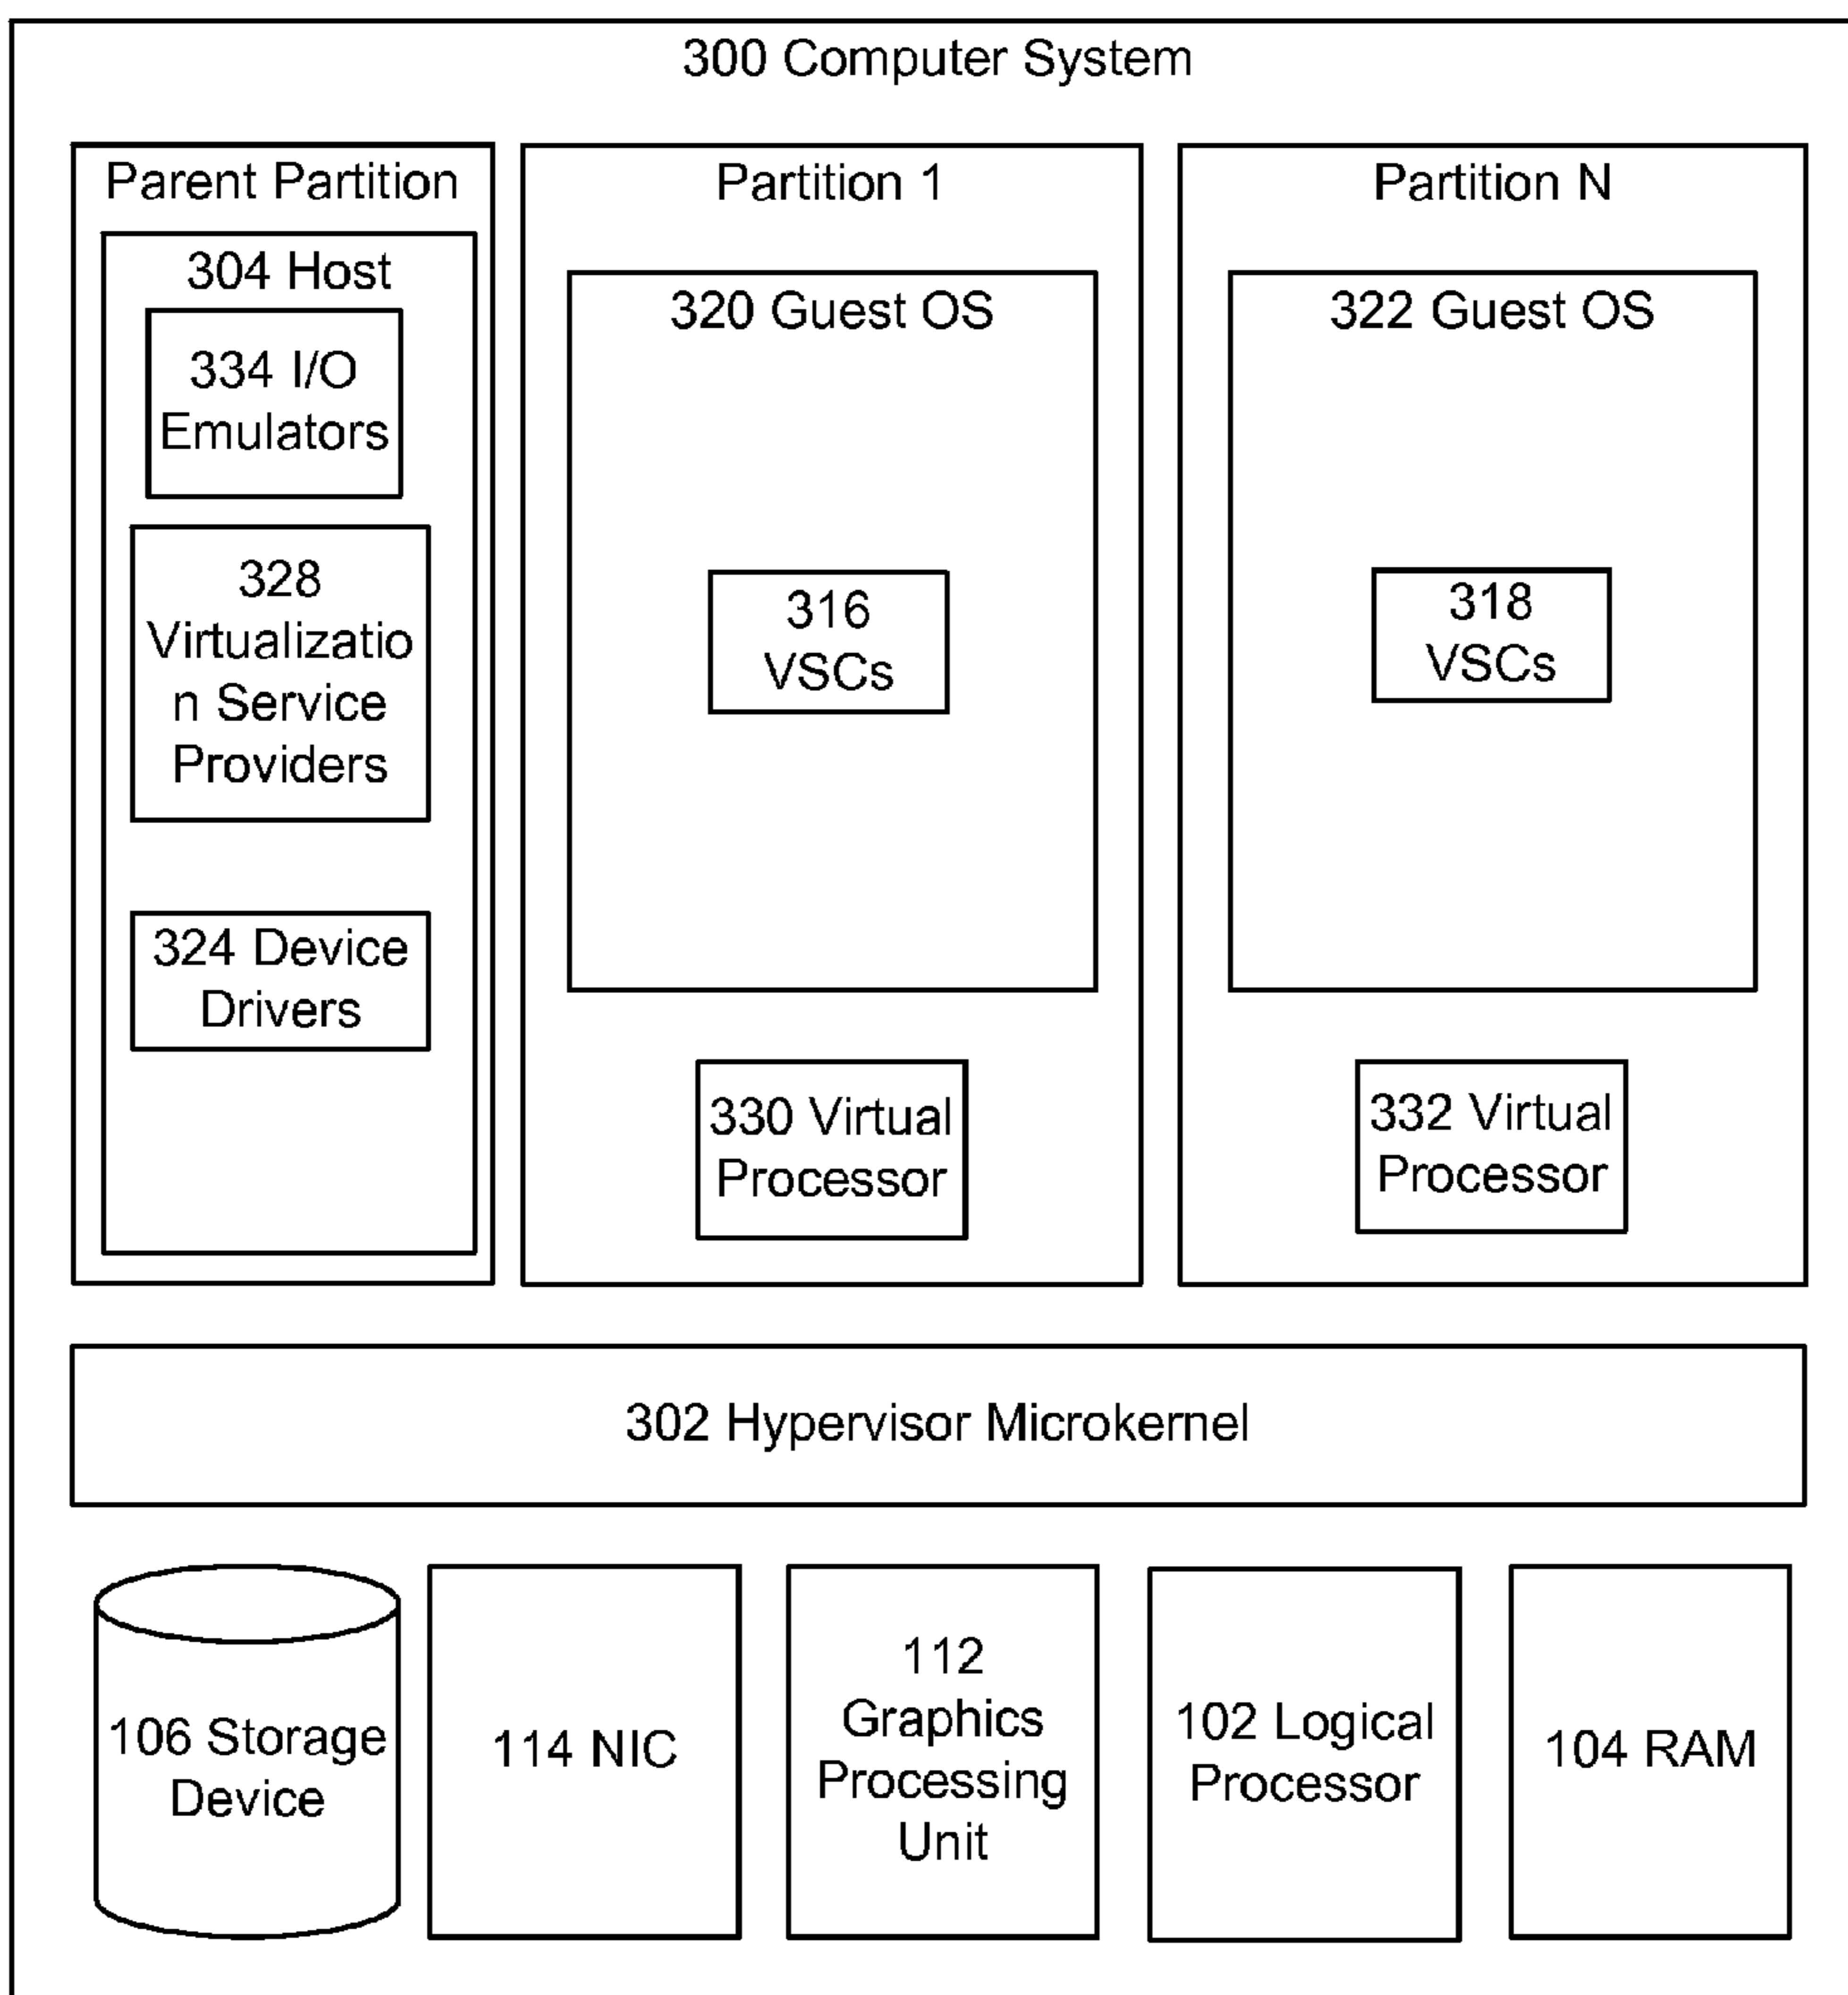 300 Computer System
Parent Partition
304 Host
334 I/O
Emulators
328
Virtualizatio
n Service
Providers
324 Device
Drivers
Partition 1
320 Guest OS
316
VSCs
330 Virtual
Processor
Partition N
322 Guest OS
318
VSCs
332 Virtual
Processor
302 Hypervisor Microkernel
106 Storage
Device
114 NIC
112
Graphics
Processing
Unit
102 Logical
Processor
104 RAM